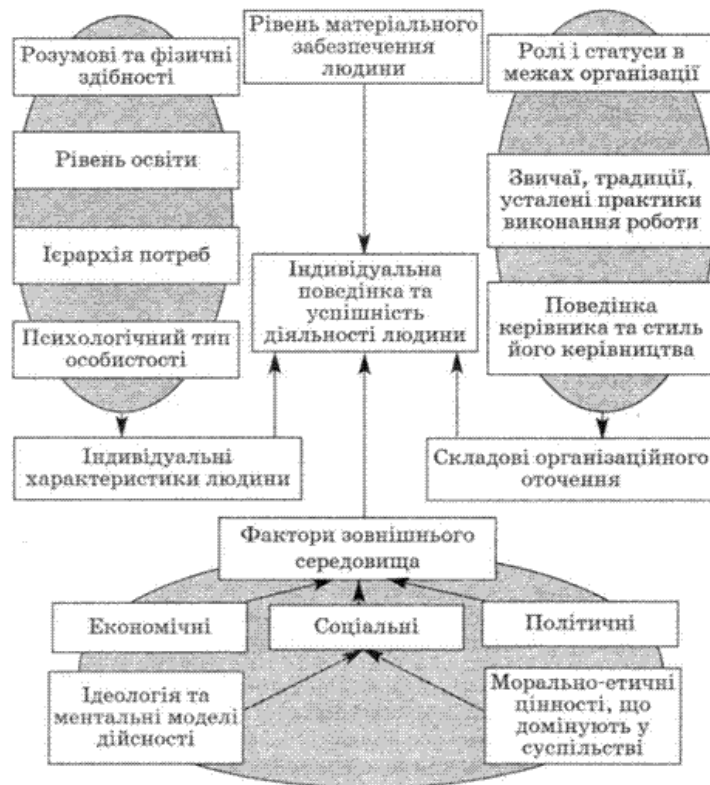 Розумові та фізичні
здібності
Рівень освіти
Ієрархія потреб
Психологічний тип
особистості
Індивідуальні
характеристики людини
Рівень матеріального
забезпечення
людини
Індивідуальна
поведінка та
успішність
діяльності людини
Ролі і статуси в
межах організації
Звичаї, традиції,
усталені практики
виконання роботи
Поведінка
керівника та стиль
його керівництва
Складові організаційного
оточення
Фактори зовнішнього
середовища
Економічні
Соціальні
Політичні
Ідеологія та
ментальні моделі
дійсності
Морально-етичні
цінності, що
домінують у
суспільстві